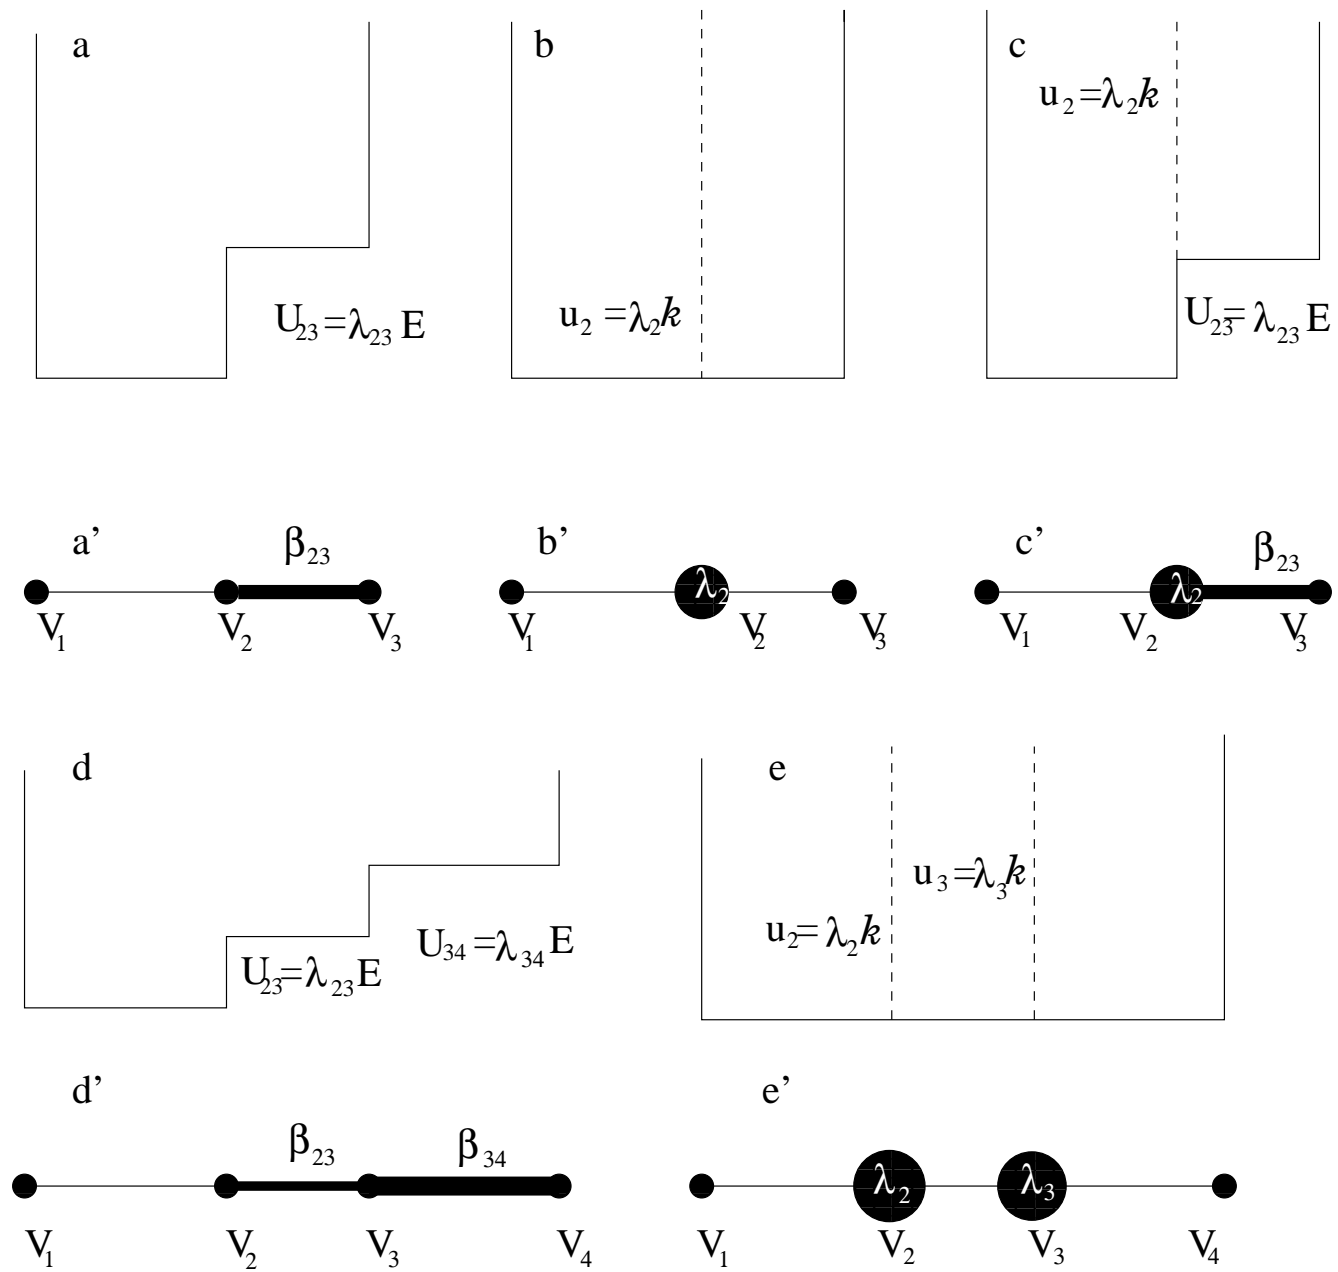 a
b
c
u₂=λ₂k
U₂₃=λ₂₃ E
u₂ =λ₂k
U₂₃= λ₂₃ E
a’
β₂₃
b’
c’
β₂₃
λ₂
λ₂
V₁
V₂
V₃
V₁
V₂
V₃
V₁
V₂
V₃
d
e
u₃=λ₃k
u₂= λ₂k
U₂₃=λ₂₃ E
U₃₄=λ₃₄ E
d’
e’
β₂₃
β₃₄
λ₂
λ₃
V₁
V₂
V₃
V₄
V₁
V₂
V₃
V₄